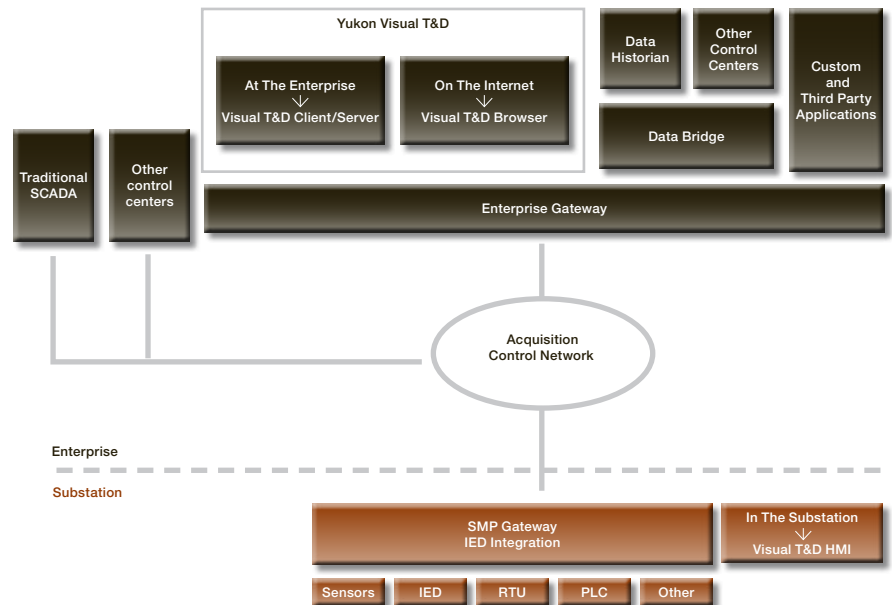 Yukon Visual T&D
At The Enterprise
Visual T&D Client/Server
On The Internet
Visual T&D Browser
Data
Historian
Other
Control
Centers
Custom
and
Third Party
Applications
Data Bridge
Traditional
SCADA
Other
control
centers
Enterprise Gateway
Acquisition
Control Network
Enterprise
Substation
SMP Gateway
IED Integration
In The Substation
Visual T&D HMI
Sensors
IED
RTU
PLC
Other